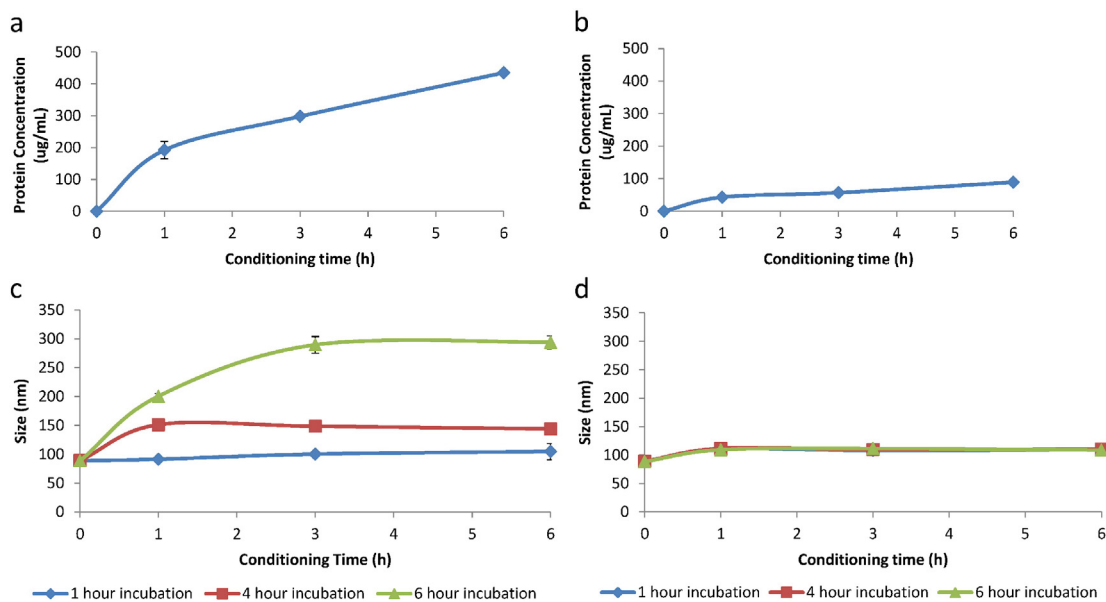 a
Protein Concentration
(ug/mL)
500
400
300
200
100
0
0 1 2 3 4 5 6
Conditioning time (h)
b
Protein Concentration
(ug/mL)
500
400
300
200
100
0
0 1 2 3 4 5 6
Conditioning time (h)
c
Size (nm)
350
300
250
200
150
100
50
0
0 1 2 3 4 5 6
Conditioning Time (h)
1 hour incubation 4 hour incubation 6 hour incubation
d
Size (nm)
350
300
250
200
150
100
50
0
0 1 2 3 4 5 6
Conditioning time (h)
1 hour incubation 4 hour incubation 6 hour incubation